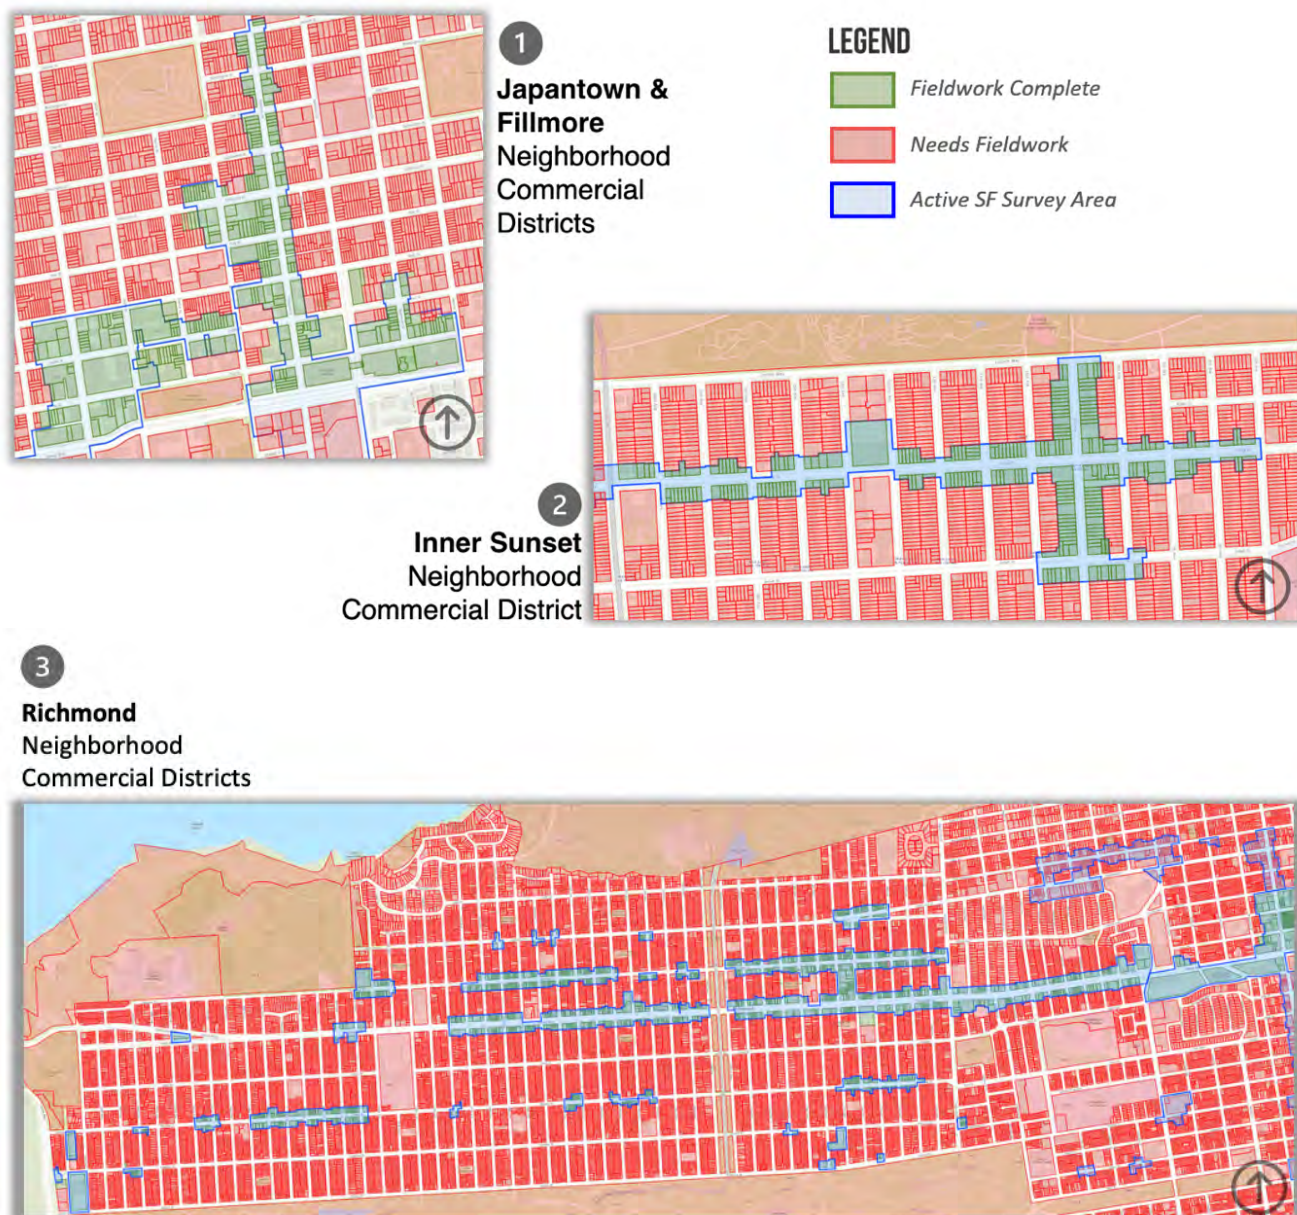 1
Japantown &
Fillmore
Neighborhood
Commercial
Districts
LEGEND
Fieldwork Complete
Needs Fieldwork
Active SF Survey Area
2
Inner Sunset
Neighborhood
Commercial District
3
Richmond
Neighborhood
Commercial Districts